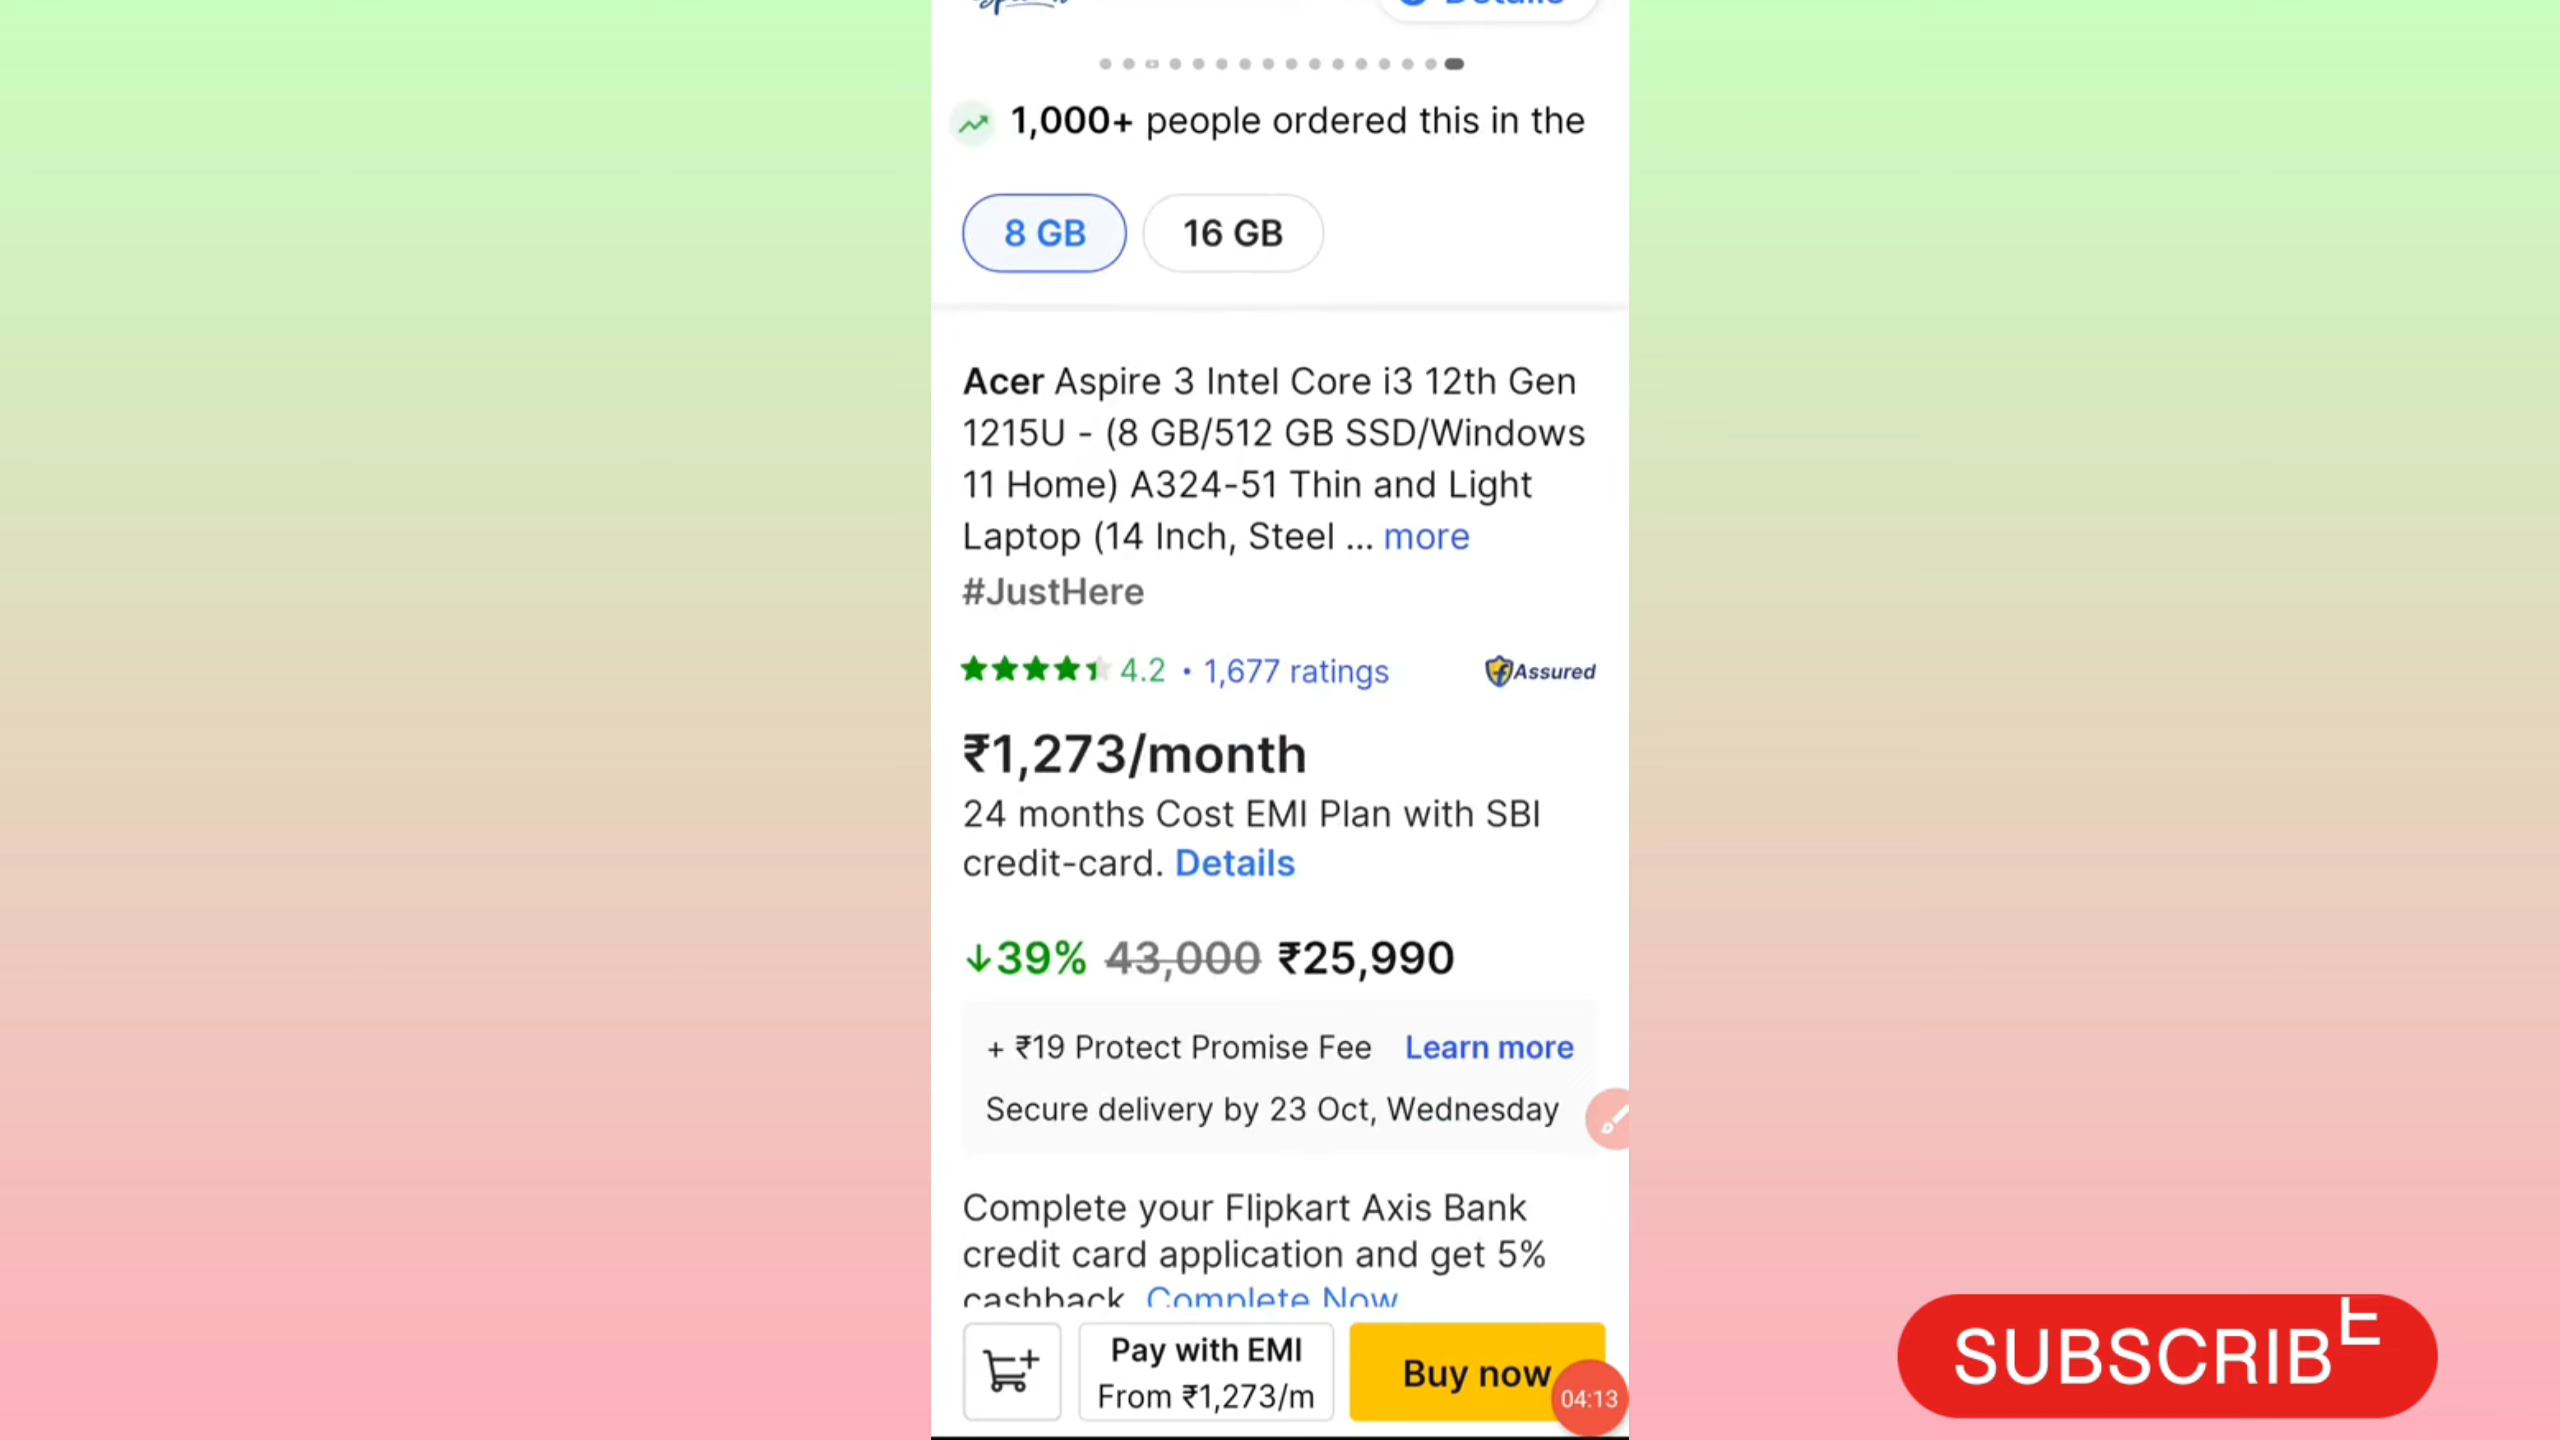 Details
1,000+ people ordered this in the
8 GB
16 GB
Acer Aspire 3 Intel Core i3 12th Gen
1215U - (8 GB/512 GB SSD/Windows
11 Home) A324-51 Thin and Light
Laptop (14 Inch, Steel ... more
#JustHere
4.2 • 1,677 ratings
Assured
₹1,273/month
24 months Cost EMI Plan with SBI
credit-card. Details
↓39% 43,000 ₹25,990
+ ₹19 Protect Promise Fee Learn more
Secure delivery by 23 Oct, Wednesday
Complete your Flipkart Axis Bank
credit card application and get 5%
cashback. Complete Now
Pay with EMI
From ₹1,273/m
Buy now
04:13
SUBSCRIBE